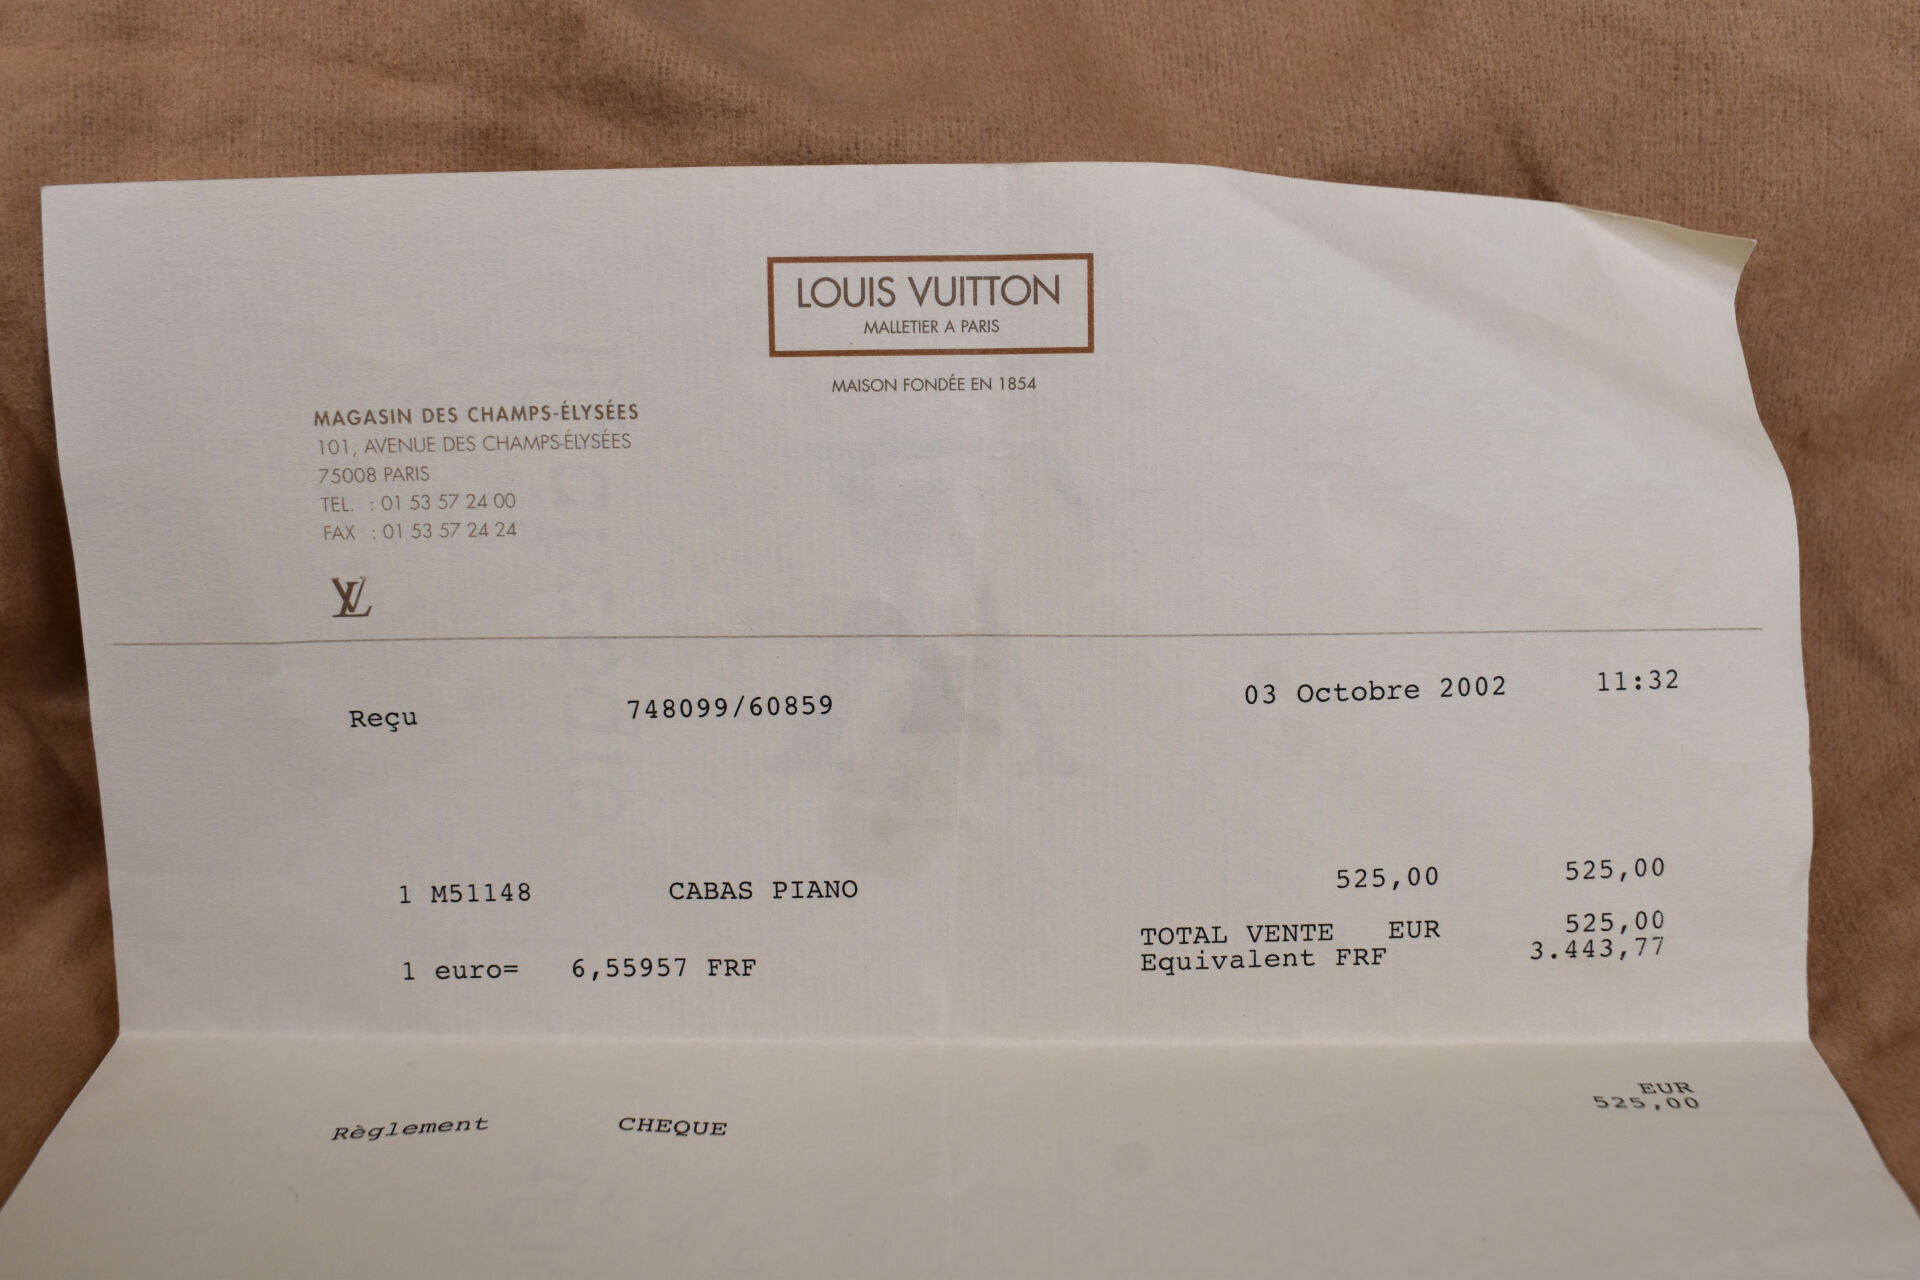 LOUIS VUITTON
MALLETIER A PARIS
MAISON FONDÉE EN 1854
MAGASIN DES CHAMPS-ÉLYSÉES
101, AVENUE DES CHAMPS-ÉLYSÉES
75008 PARIS
TEL. : 01 53 57 24 00
FAX : 01 53 57 24 24
LV
Reçu 748099/60859 03 Octobre 2002 11:32
1 M51148 CABAS PIANO 525,00 525,00
TOTAL VENTE EUR 525,00
1 euro= 6,55957 FRF Equivalent FRF 3.443,77
EUR
Règlement CHEQUE 525,00